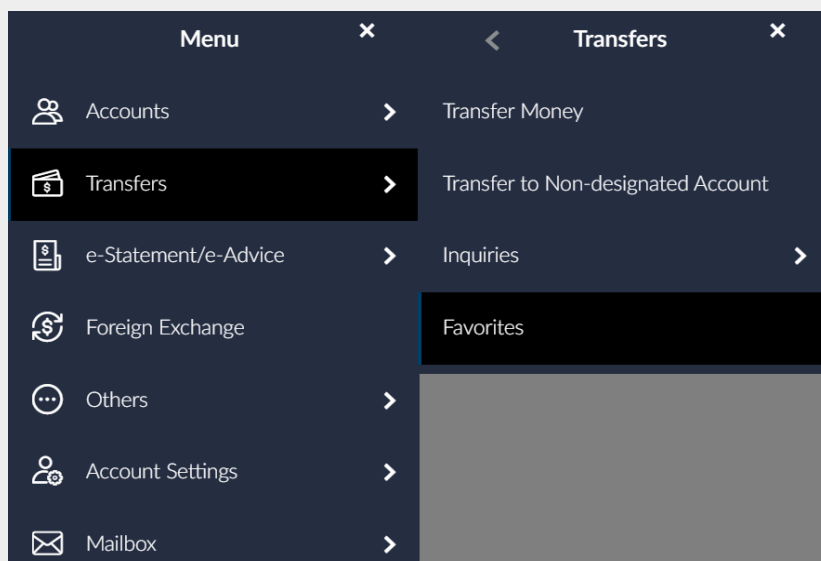 Menu
Accounts
Transfers
e-Statement/e-Advice
Foreign Exchange
Others
Account Settings
Mailbox
Transfers
Transfer Money
Transfer to Non-designated Account
Inquiries
Favorites